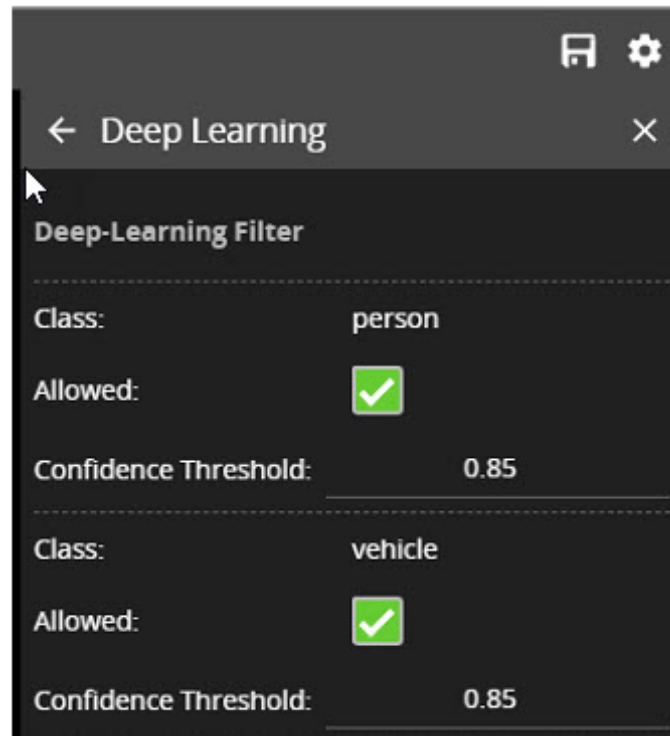 Deep Learning
Deep-Learning Filter
Class: person
Allowed:
Confidence Threshold: 0.85
Class: vehicle
Allowed:
Confidence Threshold: 0.85